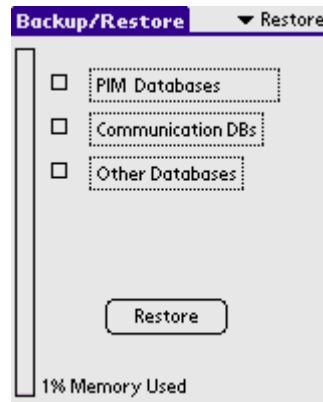 Backup/Restore Restore
PIM Databases
Communication DBs
Other Databases
Restore
1% Memory Used